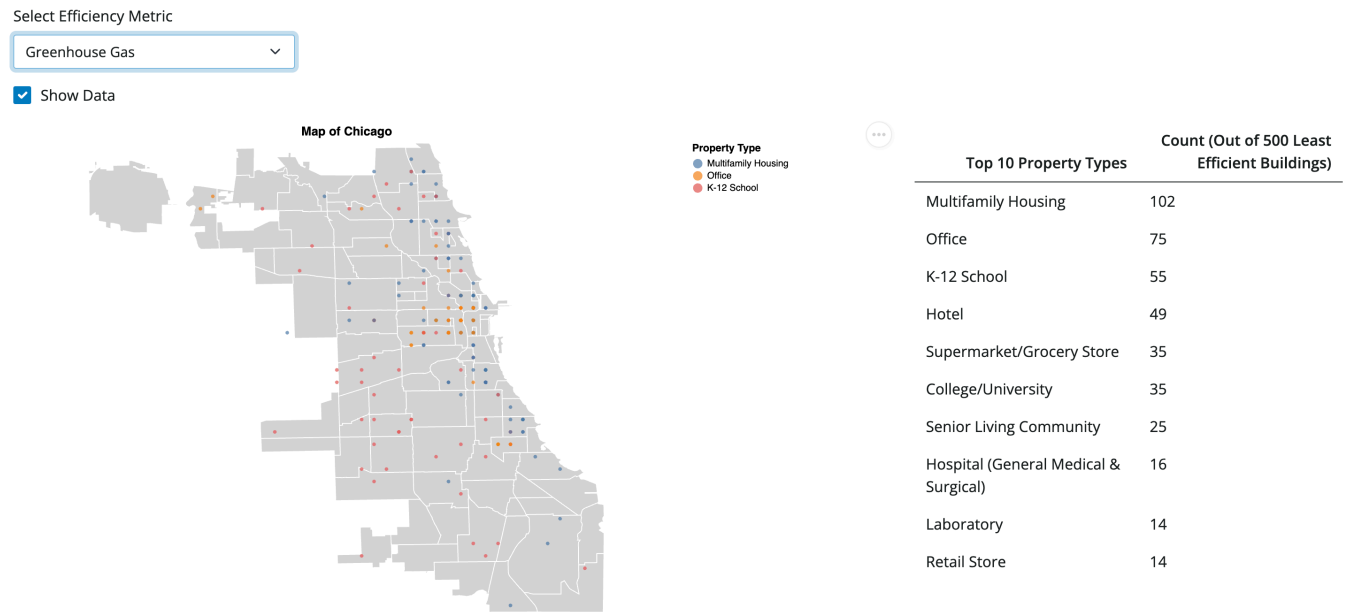 Select Efficiency Metric
Greenhouse Gas
Show Data
Map of Chicago
Property Type
Multifamily Housing
Office
K-12 School
Top 10 Property Types
Count (Out of 500 Least
Efficient Buildings)
Multifamily Housing 102
Office 75
K-12 School 55
Hotel 49
Supermarket/Grocery Store 35
College/University 35
Senior Living Community 25
Hospital (General Medical & 16
Surgical)
Laboratory 14
Retail Store 14